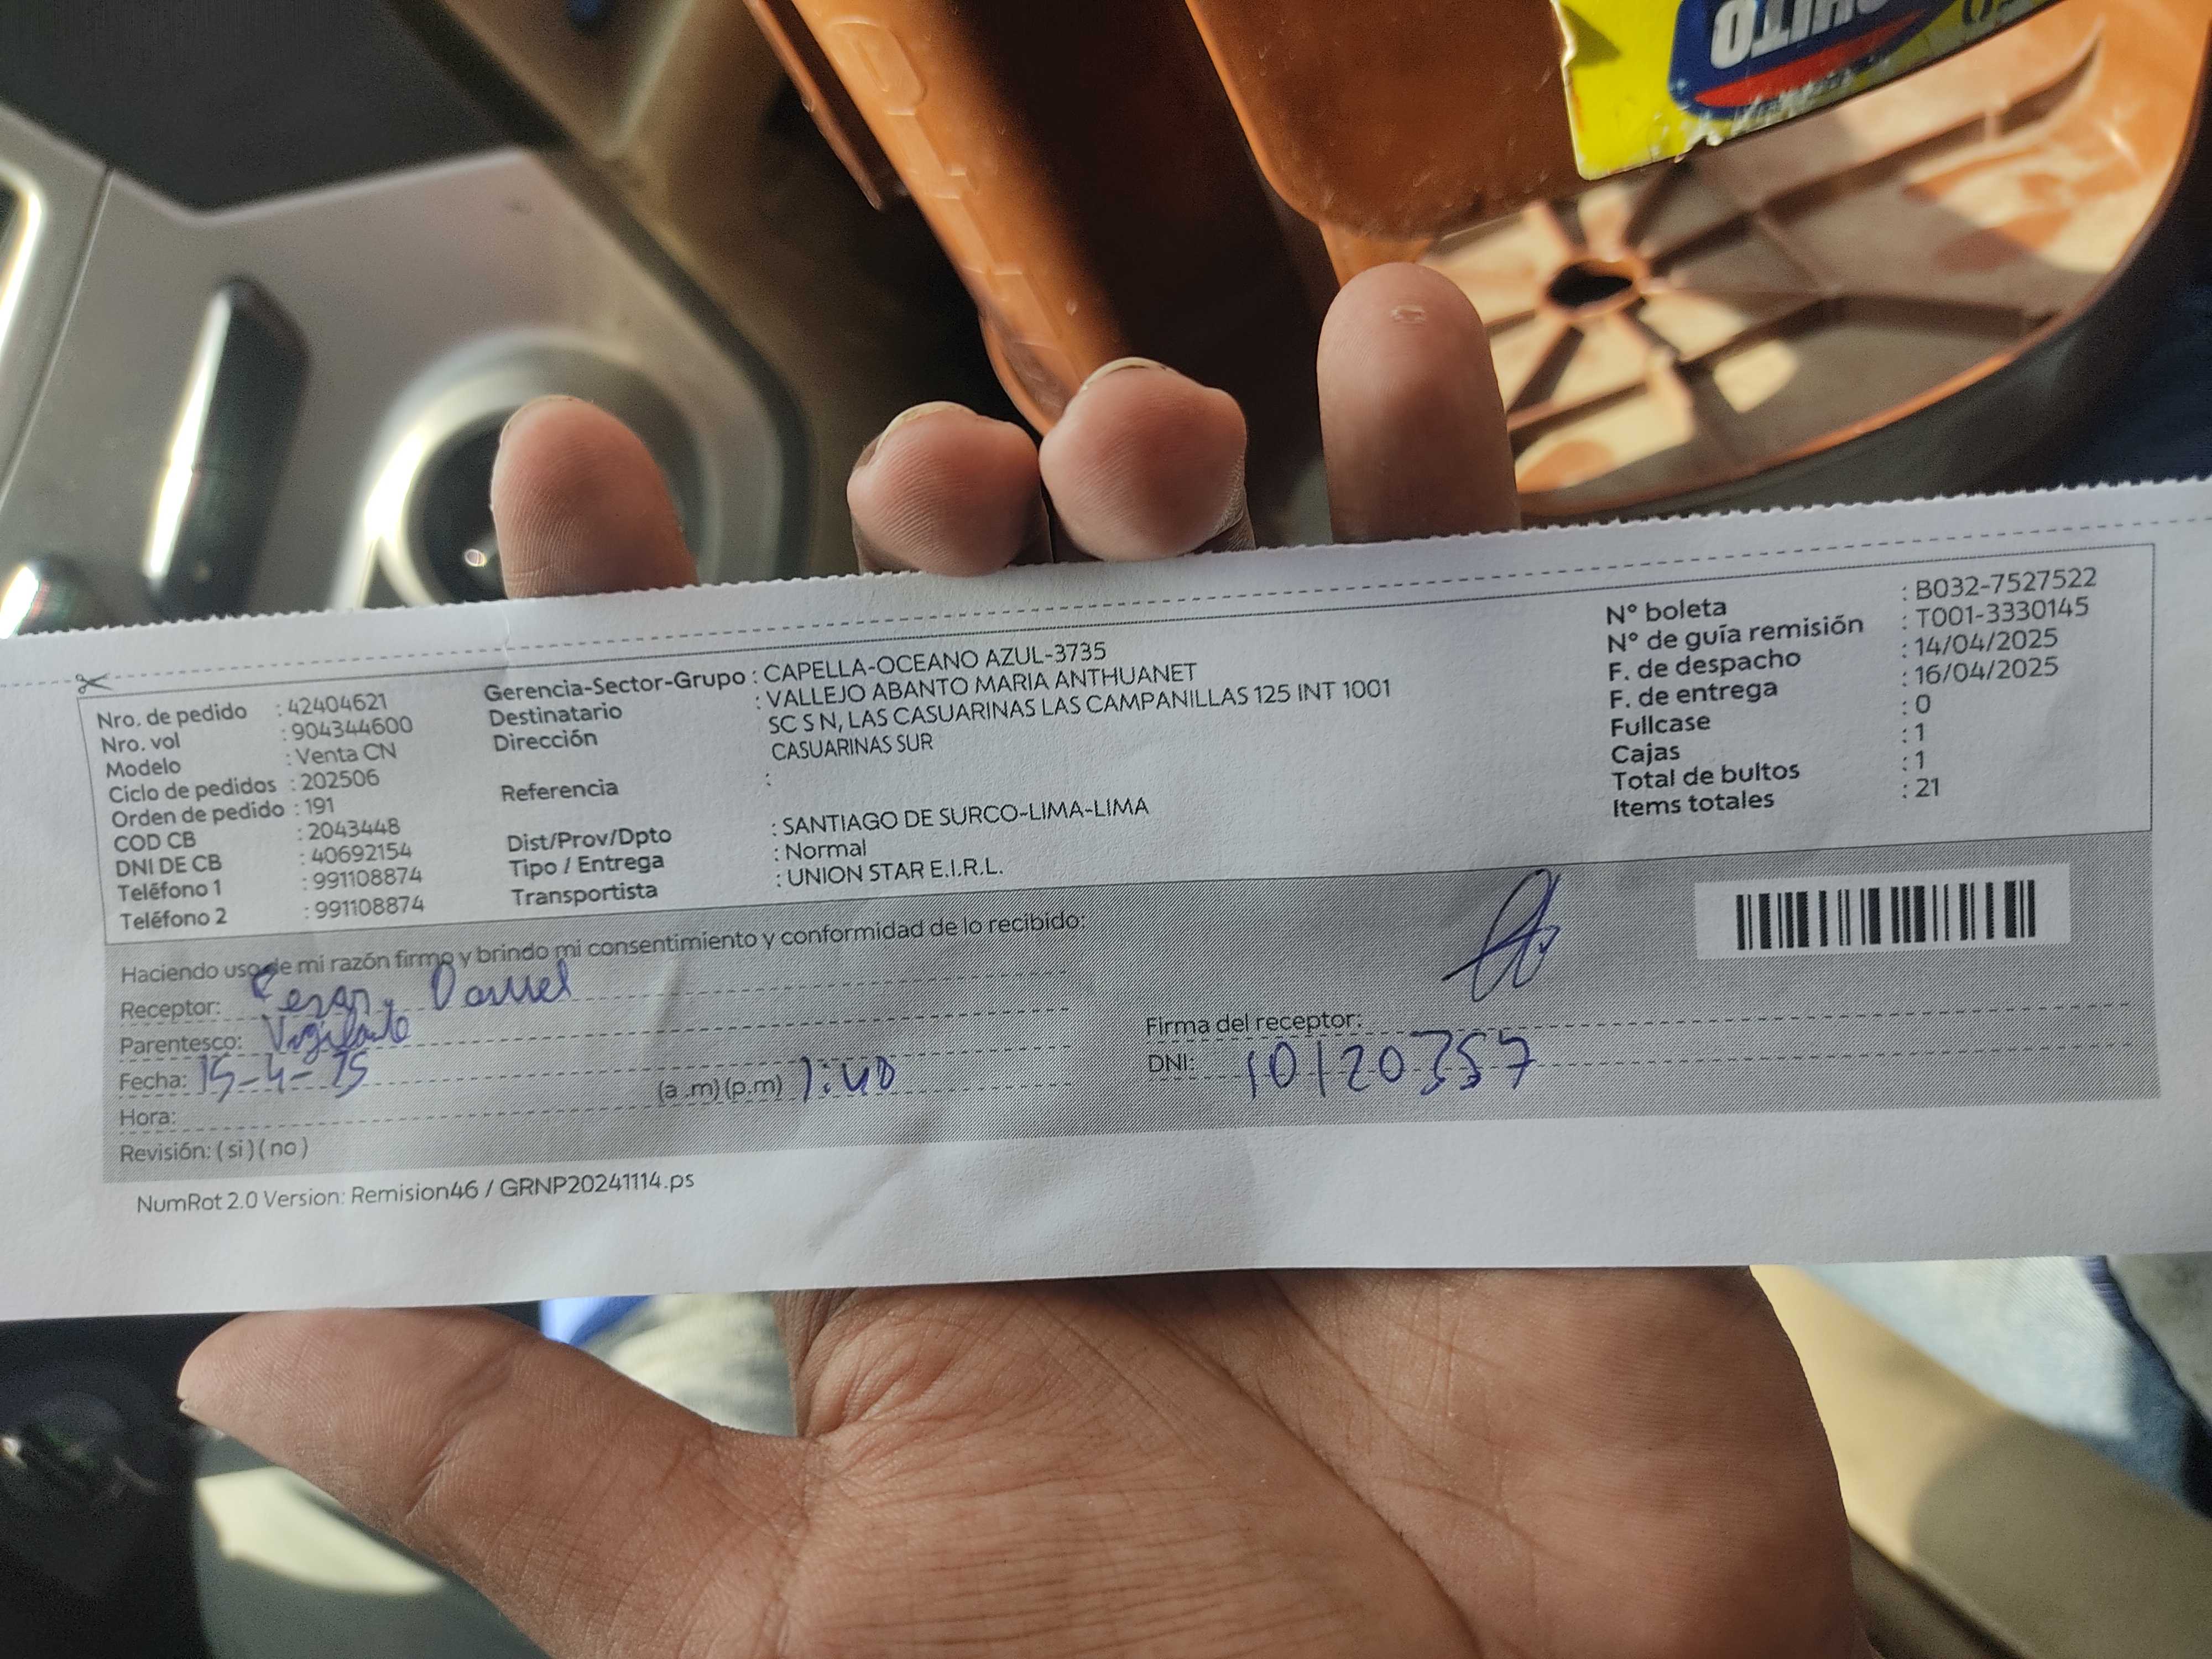 Nro. de pedido : 42404621
Nro. vol : 904344600
Modelo : Venta CN
Ciclo de pedidos : 202506
Orden de pedido : 191
COD CB : 2043448
DNI DE CB : 40692154
Teléfono 1 : 991108874
Teléfono 2 : 991108874
Gerencia-Sector-Grupo : CAPELLA-OCEANO AZUL-3735
Destinatario : VALLEJO ABANTO MARIA ANTHUANET
Dirección SC S N, LAS CASUARINAS LAS CAMPANILLAS 125 INT 1001
CASUARINAS SUR
Referencia :
Dist/Prov/Dpto : SANTIAGO DE SURCO-LIMA-LIMA
Tipo / Entrega : Normal
Transportista : UNION STAR E.I.R.L.
N° boleta : B032-7527522
N° de guía remisión : T001-3330145
F. de despacho : 14/04/2025
F. de entrega : 16/04/2025
Fullcase : 0
Cajas : 1
Total de bultos : 1
Items totales : 21
Haciendo uso de mi razón firmo y brindo mi consentimiento y conformidad de lo recibido:
Receptor: Daniel
Parentesco: Vigilante
Fecha: 15-4-
Hora: (a .m) (p.m) 1:40
Revisión: ( si ) ( no )
Firma del receptor:
DNI: 10120357
NumRot 2.0 Version: Remision46 / GRNP20241114.ps